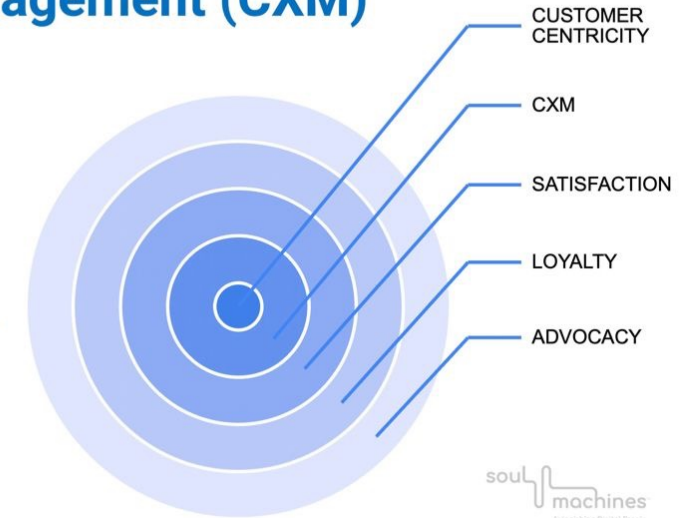 agement (CXM)
CUSTOMER
CENTRICITY
CXM
SATISFACTION
LOYALTY
ADVOCACY
soul
machines